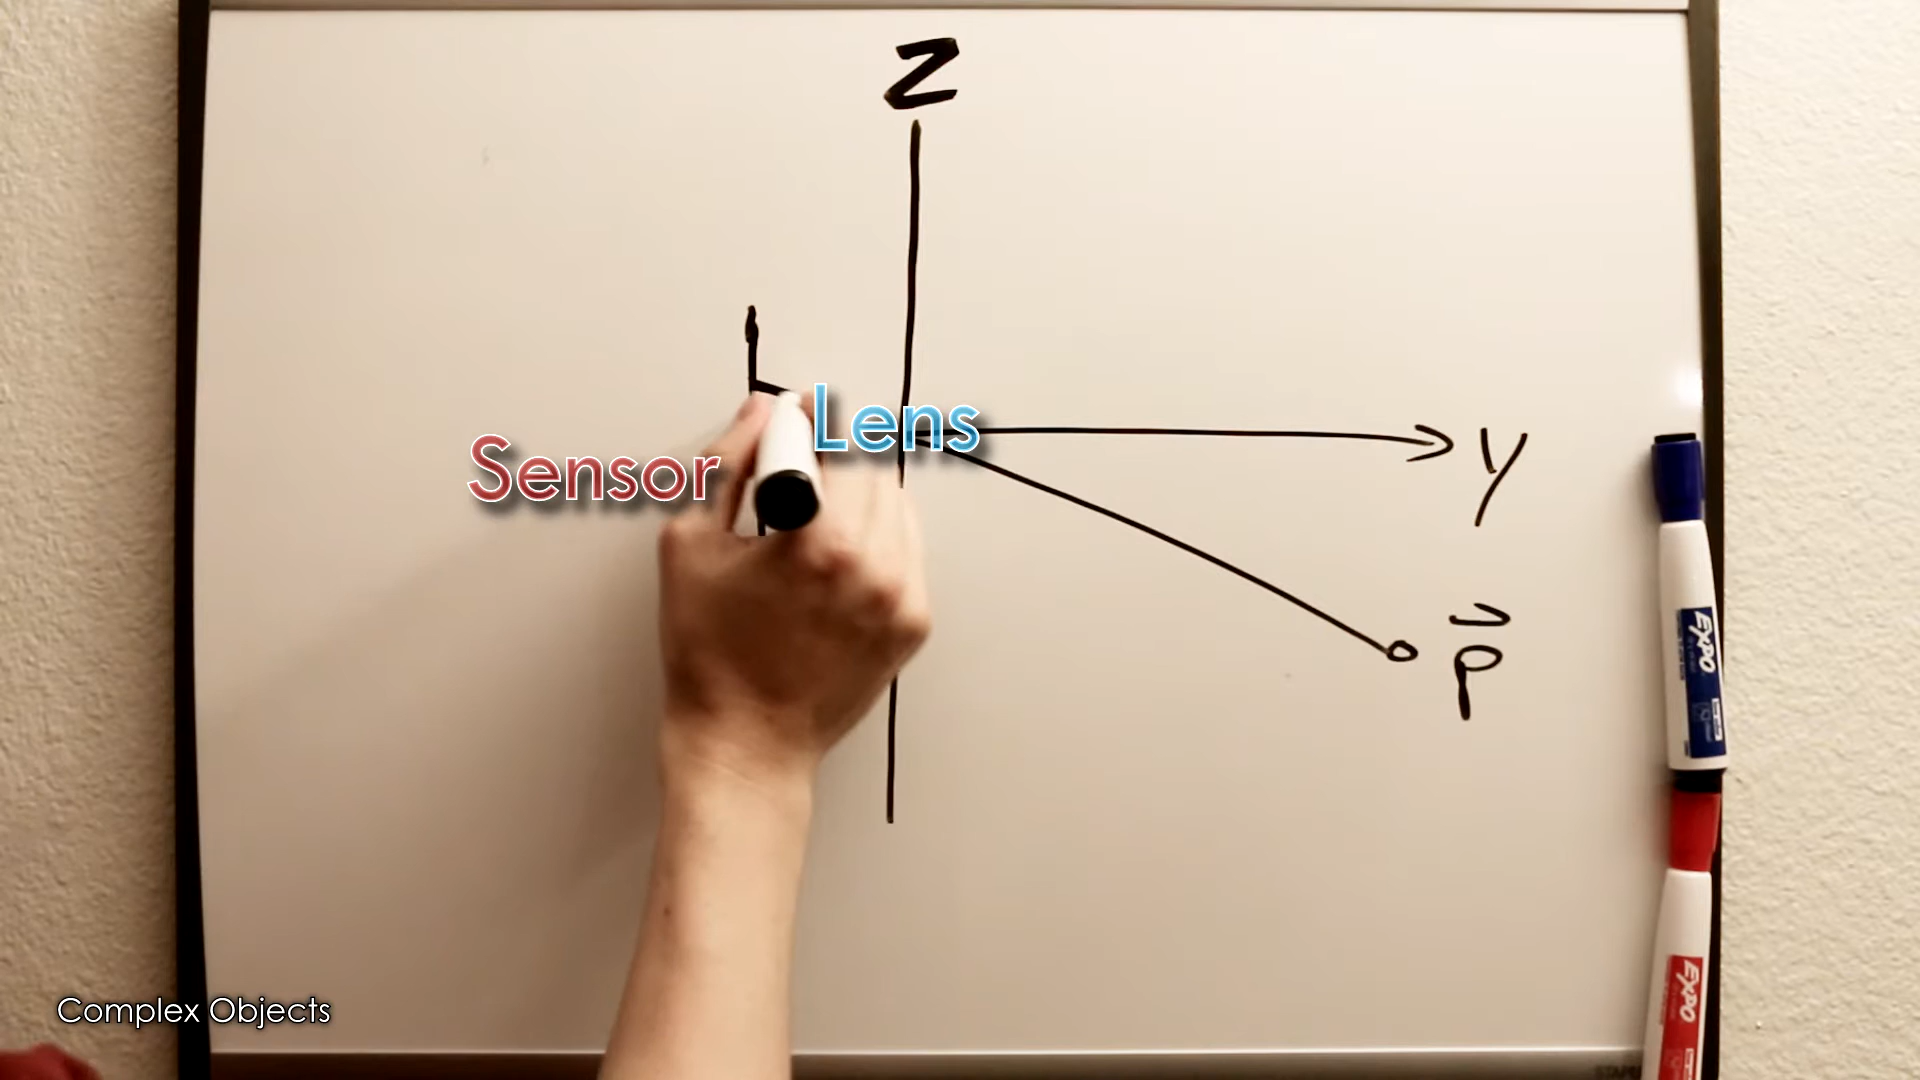 Z
Lens
Sensor
y
P
EXPO
EXPO
Complex Objects